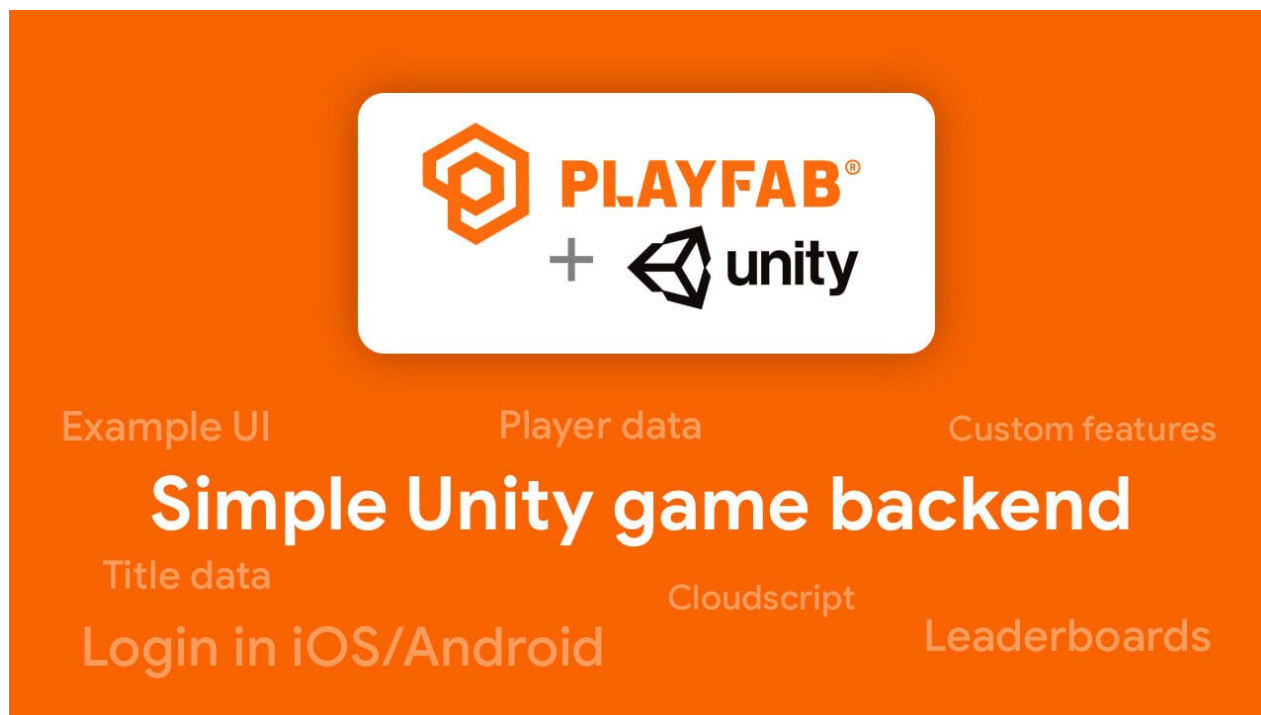 PLAYFAB®
+ unity
Example UI
Player data
Custom features
Simple Unity game backend
Title data
Cloudscript
Login in iOS/Android
Leaderboards